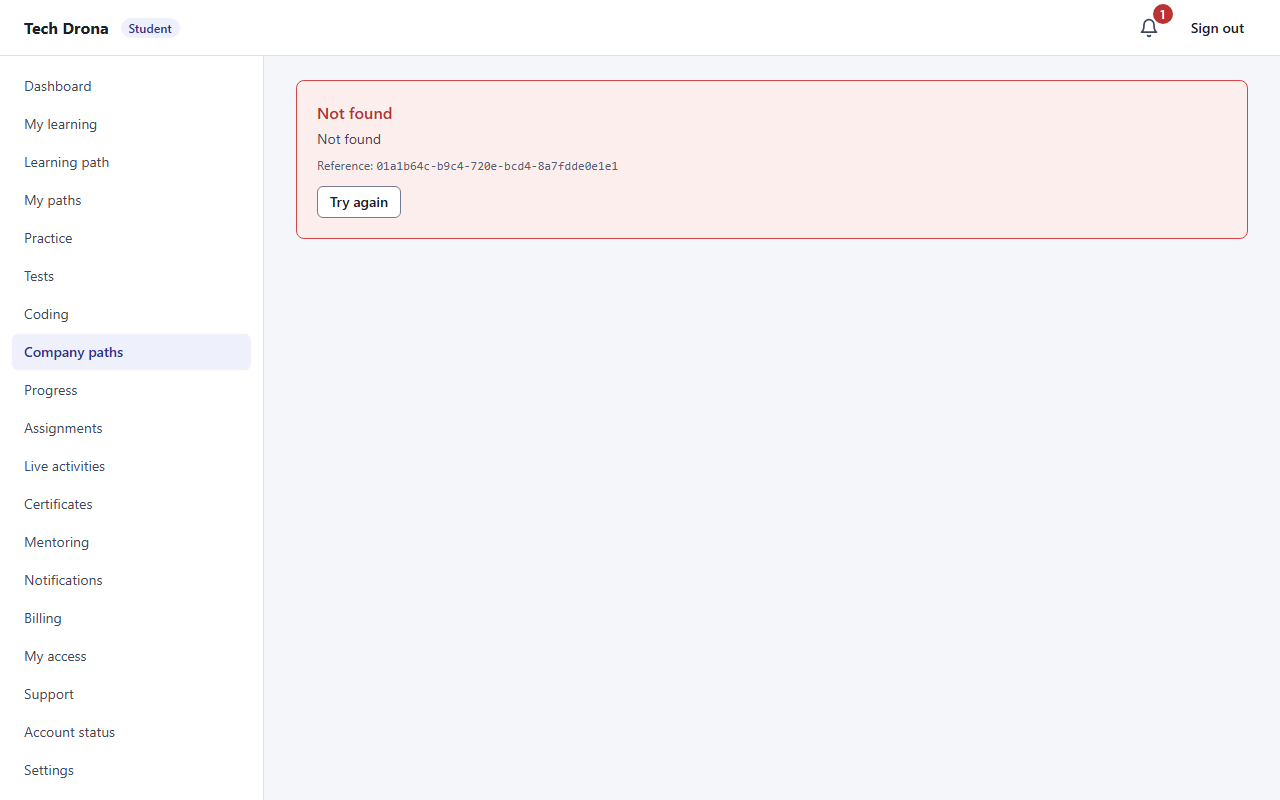 Tech Drona
Student
1
Sign out
Dashboard
My learning
Learning path
My paths
Practice
Tests
Coding
Company paths
Progress
Assignments
Live activities
Certificates
Mentoring
Notifications
Billing
My access
Support
Account status
Settings
Not found
Not found
Reference: 01a1b64c-b9c4-720e-bcd4-8a7fdde0e1e1
Try again